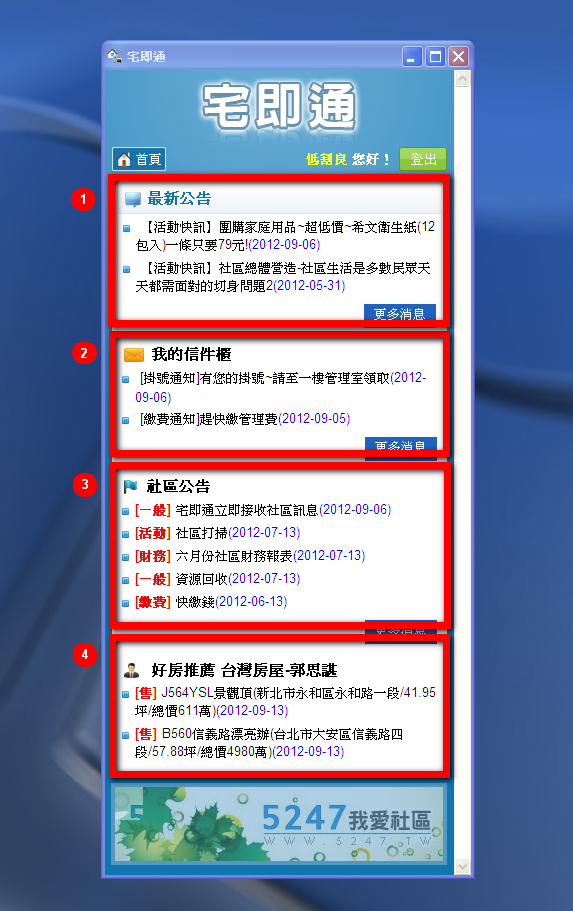 宅即通
宅即通
首頁
低割良 您好！
登出
1
最新公告
【活動快訊】團購家庭用品~超低價~希文衛生紙(12
包入)一條只要79元!(2012-09-06)
【活動快訊】社區總體營造-社區生活是多數民眾天
天都需面對的切身問題2(2012-05-31)
更多消息
2
我的信件櫃
[掛號通知]有您的掛號~請至一樓管理室領取(2012-
09-06)
[繳費通知]趕快繳管理費(2012-09-05)
更多消息
3
社區公告
[一般] 宅即通立即接收社區訊息(2012-09-06)
[活動] 社區打掃(2012-07-13)
[財務] 六月份社區財務報表(2012-07-13)
[一般] 資源回收(2012-07-13)
[繳費] 快繳錢(2012-06-13)
更多消息
4
好房推薦 台灣房屋-郭思諶
[售] J564YSL景觀頂(新北市永和區永和路一段/41.95
坪/總價611萬)(2012-09-13)
[售] B560信義路漂亮辦(台北市大安區信義路四
段/57.88坪/總價4980萬)(2012-09-13)
5247我愛社區
WWW.5247.TW